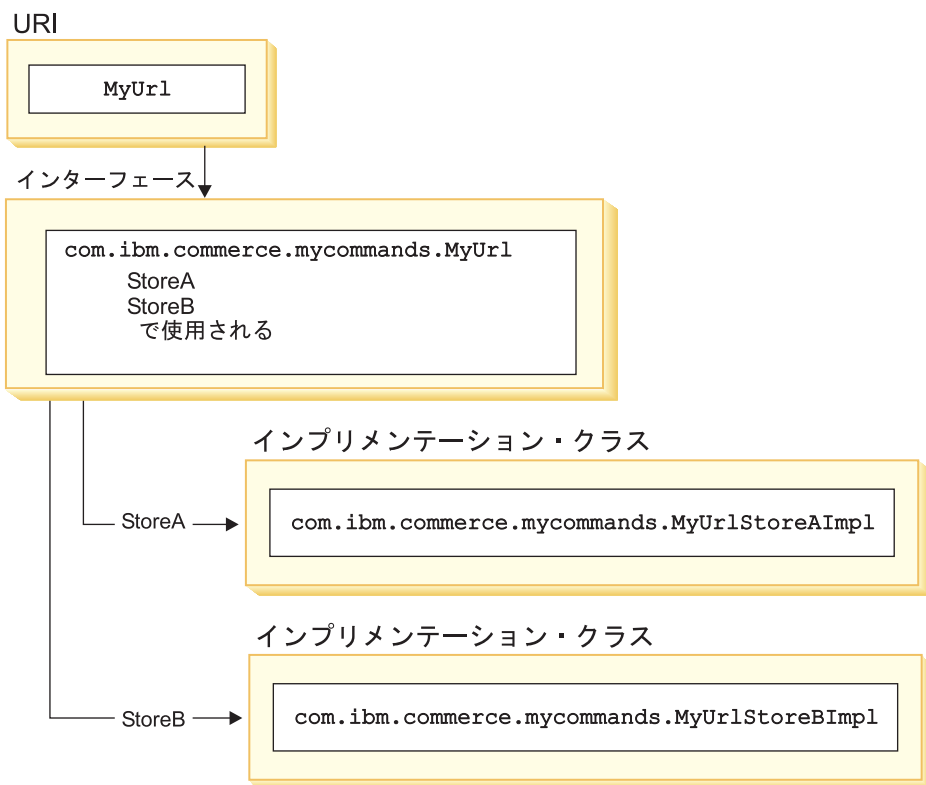 URI
MyUrl
インターフェース
com.ibm.commerce.mycommands.MyUrl
StoreA
StoreB
で使用される
インプリメンテーション・クラス
StoreA
com.ibm.commerce.mycommands.MyUrlStoreAImpl
インプリメンテーション・クラス
StoreB
com.ibm.commerce.mycommands.MyUrlStoreBImpl